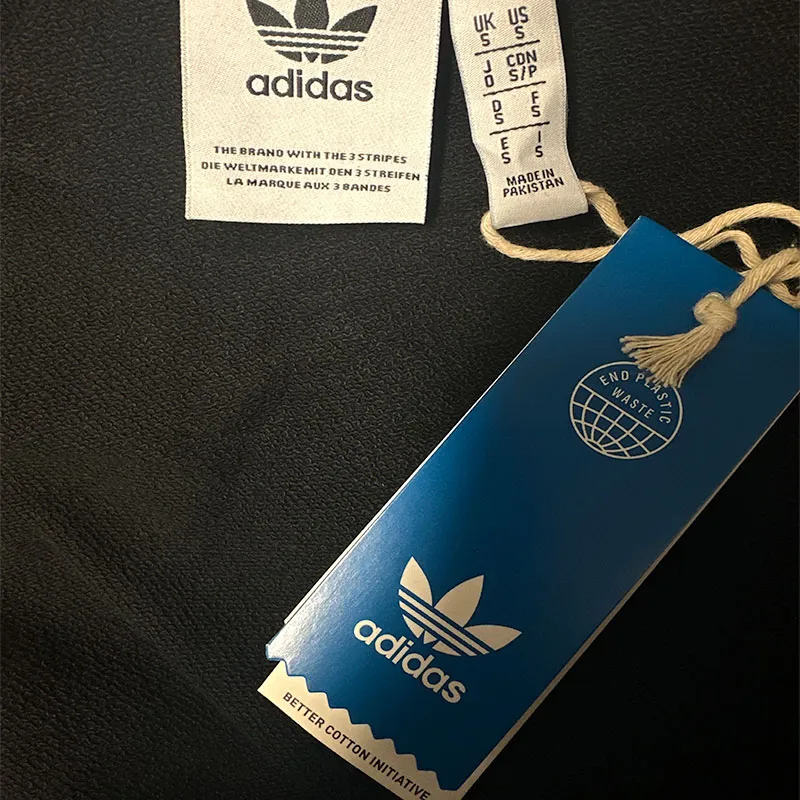 adidas
THE BRAND WITH THE 3 STRIPES
DIE WELTMARKE MIT DEN 3 STREIFEN
LA MARQUE AUX 3 BANDES
UK US
S S
J CDN
O S/P
D F
S S
E I
S S
MADE IN
PAKISTAN
END PLASTIC
WASTE
adidas
BETTER COTTON INITIATIVE